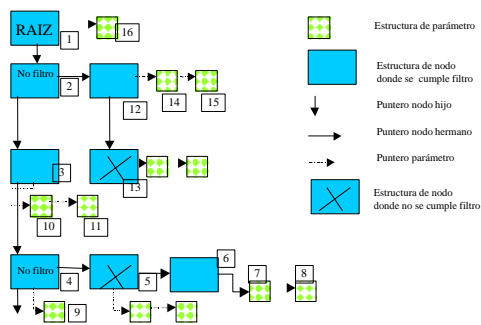 RAIZ
1
16
Estructura de parámetro
No filtro
2
12
14
15
Estructura de nodo
donde se cumple filtro
Puntero nodo hijo
Puntero nodo hermano
Puntero parámetro
3
13
10
11
Estructura de nodo
donde no se cumple filtro
No filtro
4
5
6
7
8
9